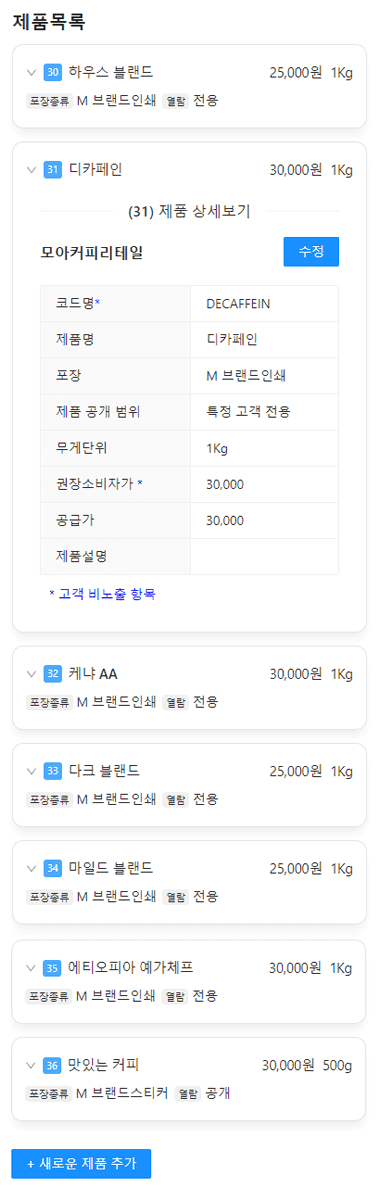 제품목록
30 하우스 블랜드 25,000원 1Kg
포장종류 M 브랜드인쇄 열람 전용
31 디카페인 30,000원 1Kg
(31) 제품 상세보기
모아커피리테일 수정
코드명* DECAFFEIN
제품명 디카페인
포장 M 브랜드인쇄
제품 공개 범위 특정 고객 전용
무게단위 1Kg
권장소비자가 * 30,000
공급가 30,000
제품설명
* 고객 비노출 항목
32 케냐 AA 30,000원 1Kg
포장종류 M 브랜드인쇄 열람 전용
33 다크 블랜드 25,000원 1Kg
포장종류 M 브랜드인쇄 열람 전용
34 마일드 블랜드 25,000원 1Kg
포장종류 M 브랜드인쇄 열람 전용
35 에티오피아 예가체프 30,000원 1Kg
포장종류 M 브랜드인쇄 열람 전용
36 맛있는 커피 30,000원 500g
포장종류 M 브랜드스티커 열람 공개
+ 새로운 제품 추가